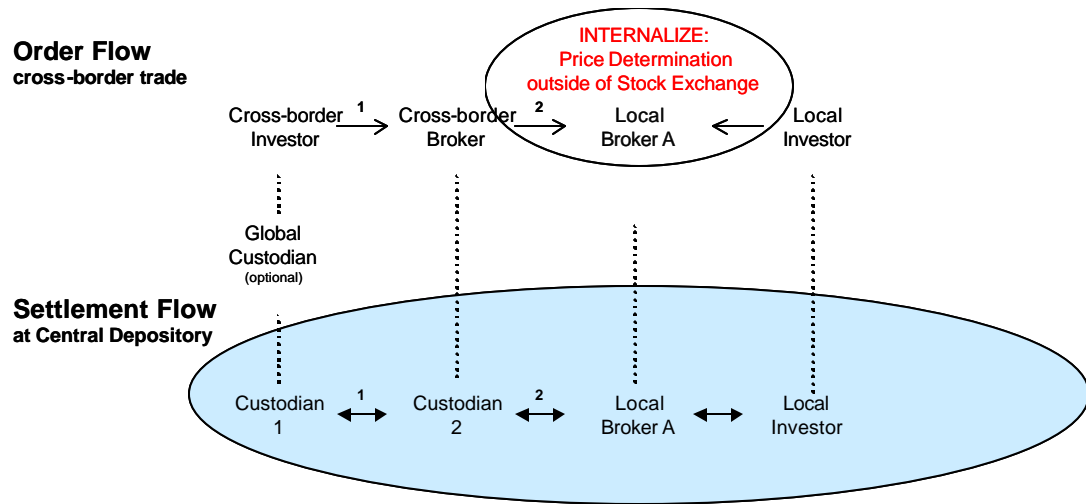 INTERNALIZE:
Order Flow
Price Determination
cross-border trade
outside of Stock Exchange
1
2
Cross-border
Investor
Cross-border
Broker
Local
Broker A
Local
Investor
Global
Custodian
(optional)
Settlement Flow
at Central Depository
Custodian
1
1
Custodian
2
2
Local
Broker A
Local
Investor